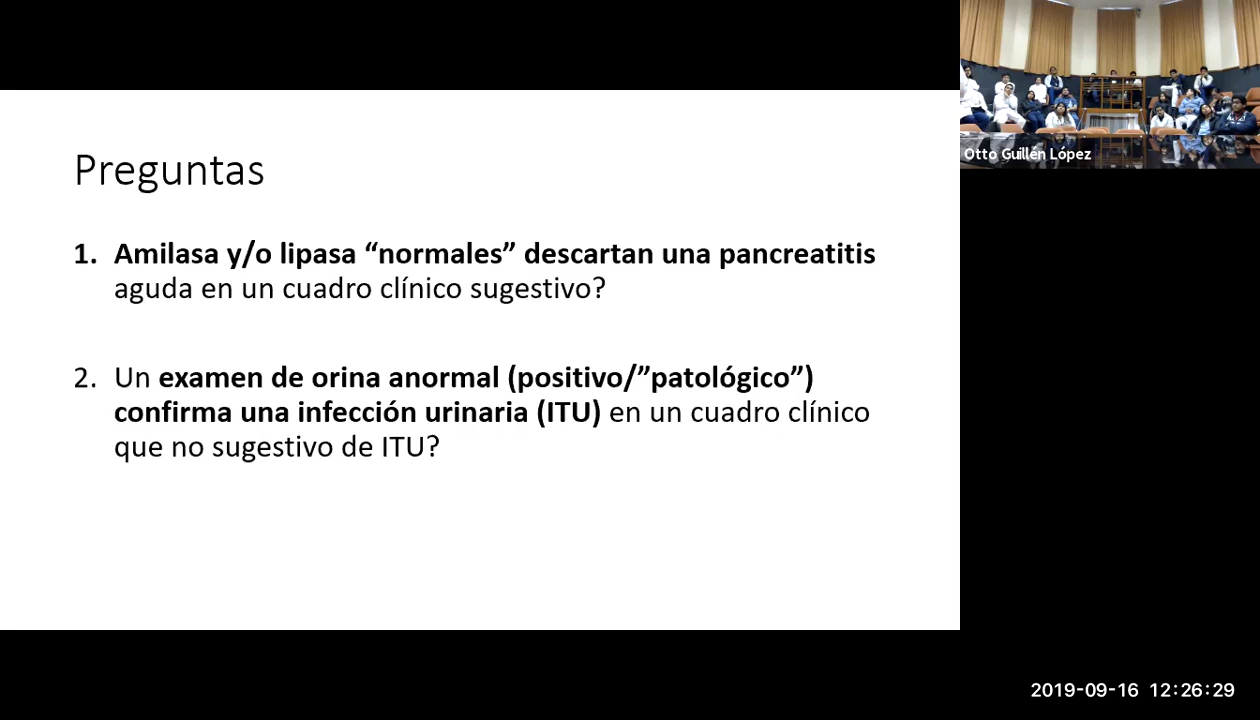 Preguntas
1. Amilasa y/o lipasa “normales” descartan una pancreatitis
aguda en un cuadro clínico sugestivo?
2. Un examen de orina anormal (positivo/”patológico”)
confirma una infección urinaria (ITU) en un cuadro clínico
que no sugestivo de ITU?
Otto Guillén López
2019-09-16 12:26:29